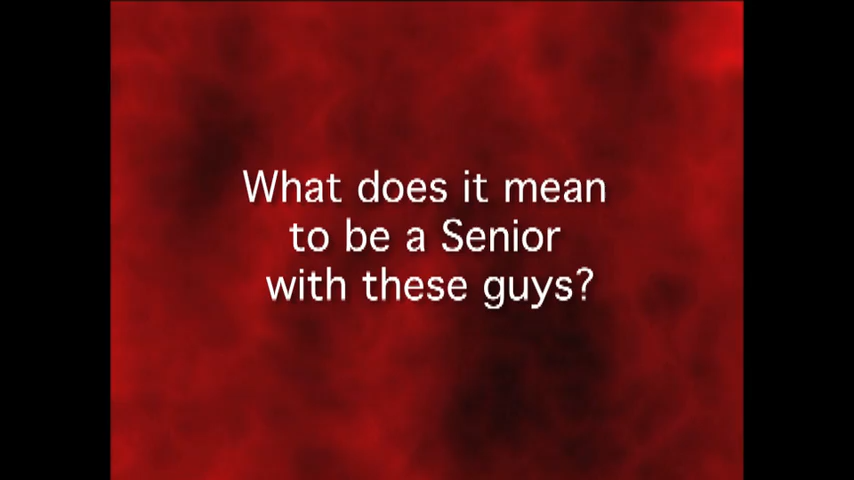 What does it mean
to be a Senior
with these guys?